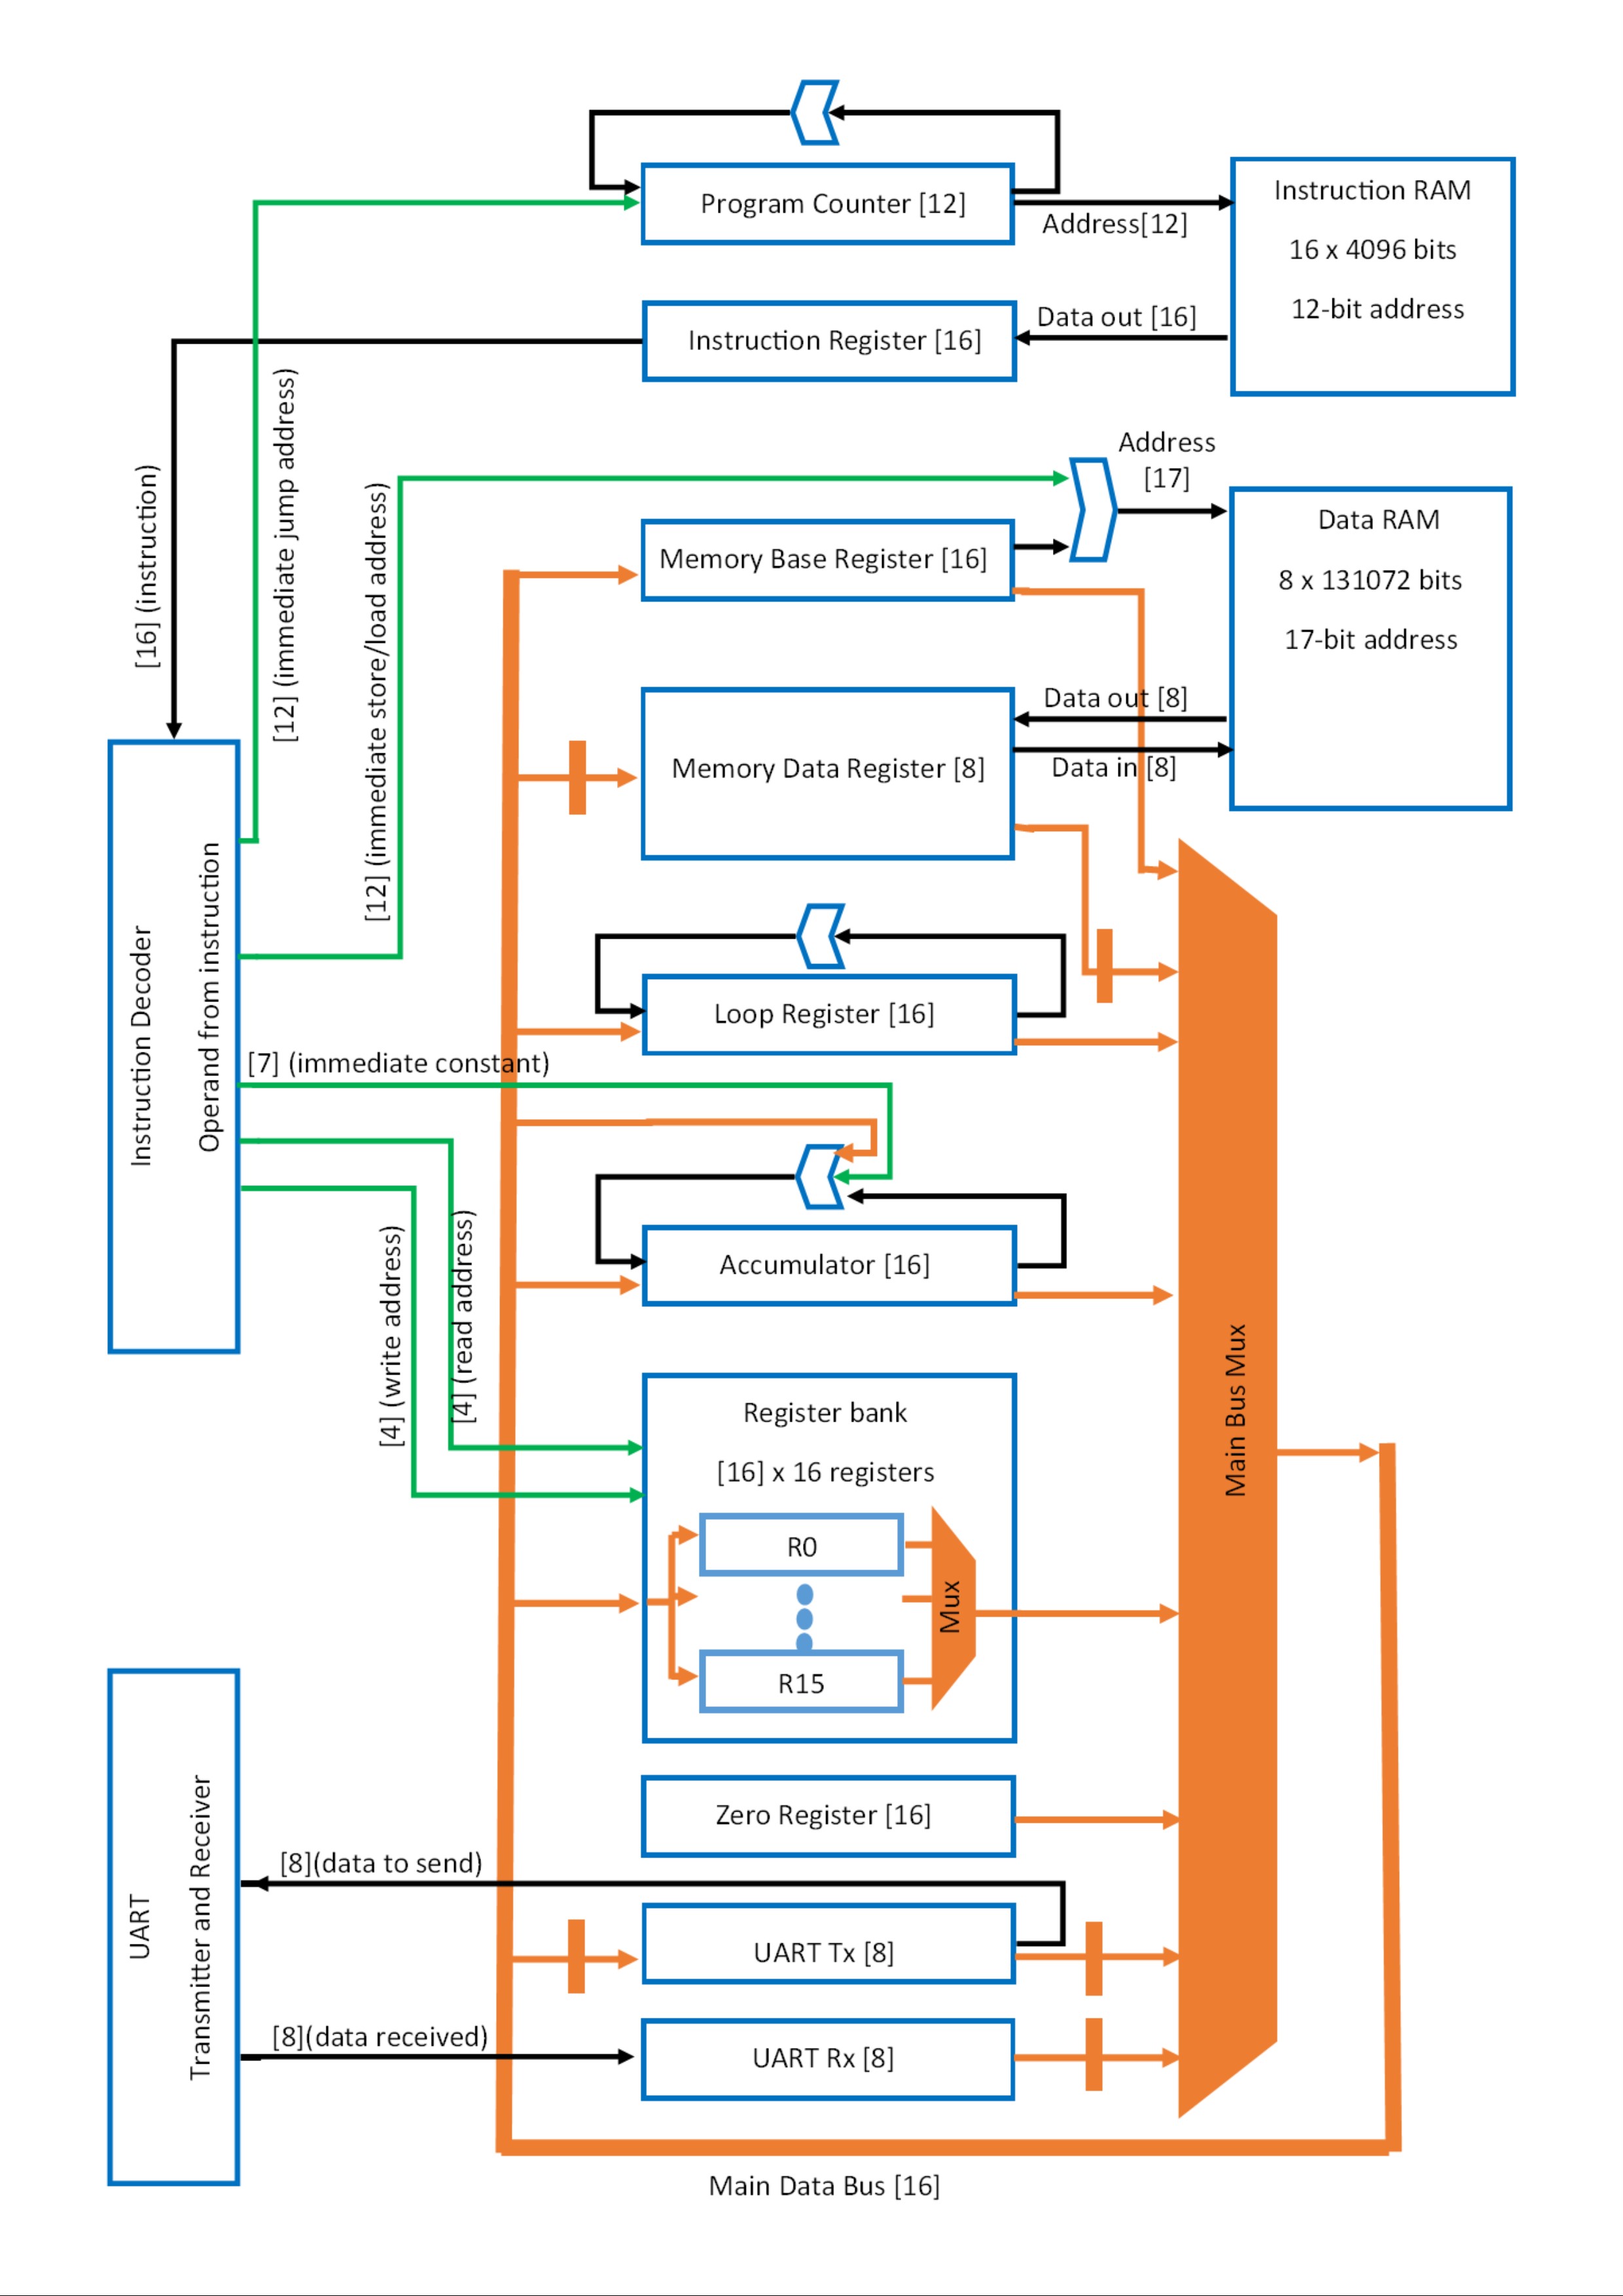 Program Counter [12]
Address[12]
Instruction RAM
16 x 4096 bits
12-bit address
Instruction Register [16]
Data out [16]
[16] (instruction)
[12] (immediate jump address)
[12] (immediate store/load address)
Address
[17]
Memory Base Register [16]
Data RAM
8 x 131072 bits
17-bit address
Memory Data Register [8]
Data out [8]
Data in [8]
Instruction Decoder
Operand from instruction
Loop Register [16]
[7] (immediate constant)
Accumulator [16]
[4] (write address)
[4] (read address)
Main Bus Mux
Register bank
[16] x 16 registers
R0
Mux
R15
UART
Transmitter and Receiver
Zero Register [16]
[8](data to send)
UART Tx [8]
[8](data received)
UART Rx [8]
Main Data Bus [16]